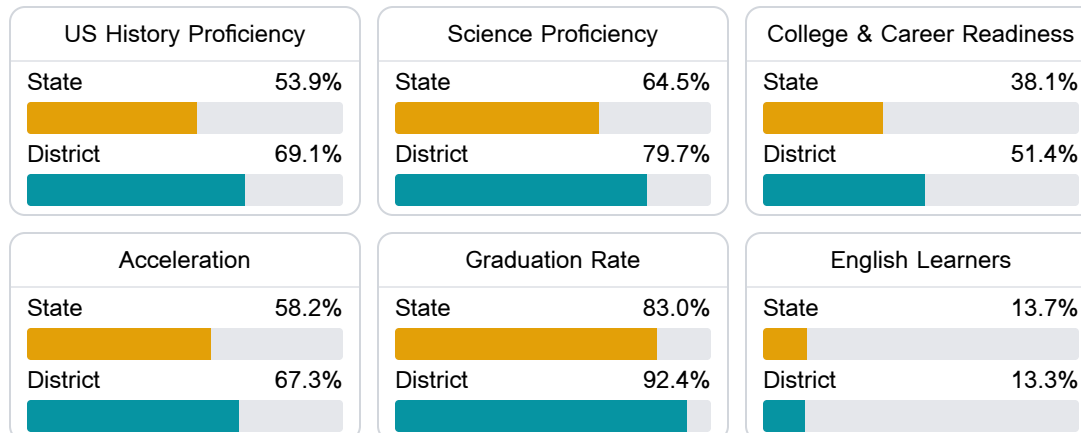 US History Proficiency
State 53.9%
District 69.1%
Science Proficiency
State 64.5%
District 79.7%
College & Career Readiness
State 38.1%
District 51.4%
Acceleration
State 58.2%
District 67.3%
Graduation Rate
State 83.0%
District 92.4%
English Learners
State 13.7%
District 13.3%